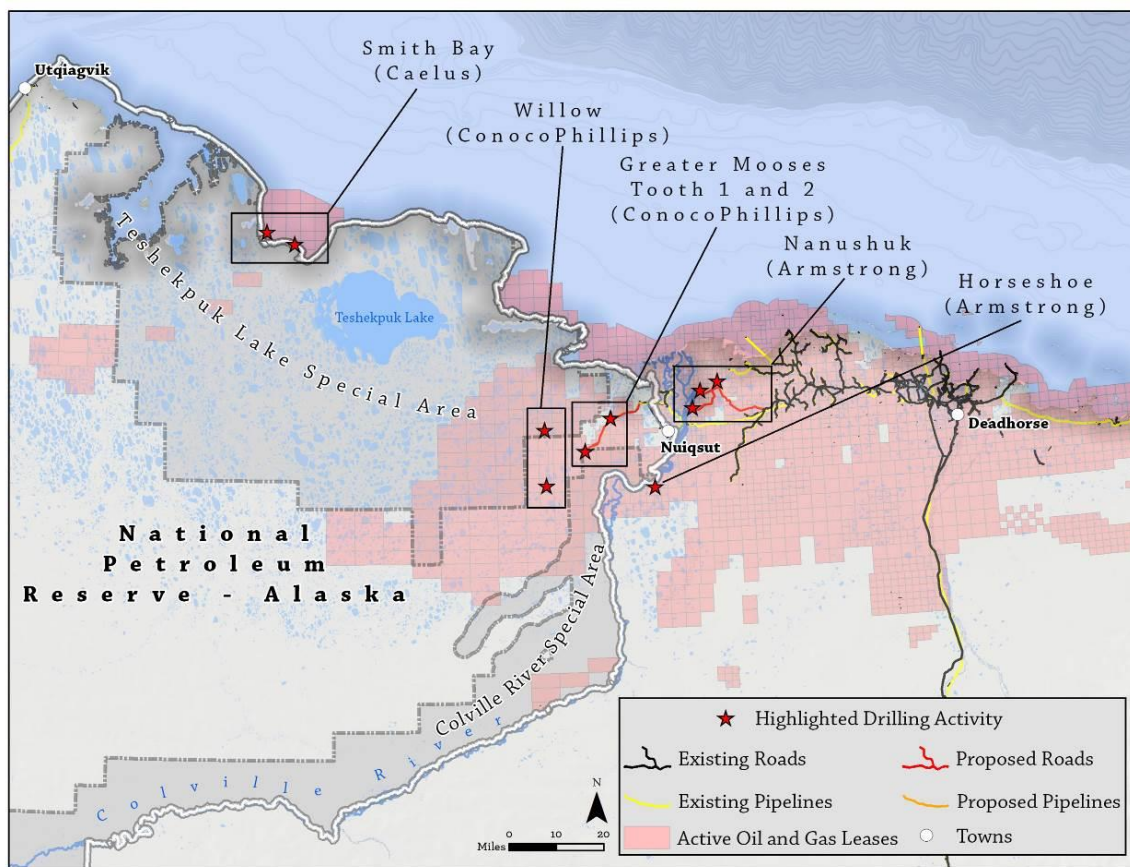 Smith Bay
(Caelus)
Utqiagvik
Willow
(ConocoPhillips)
Greater Mooses
Tooth 1 and 2
(ConocoPhillips)
Nanushuk
(Armstrong)
Horseshoe
(Armstrong)
Teshekpuk Lake Special Area
Teshekpuk Lake
Deadhorse
Nuiqsut
National
Petroleum
Reserve - Alaska
Colville River Special Area
Colville River
Highlighted Drilling Activity
Existing Roads
Proposed Roads
Existing Pipelines
Proposed Pipelines
Active Oil and Gas Leases
Towns
N
Miles 0 10 20